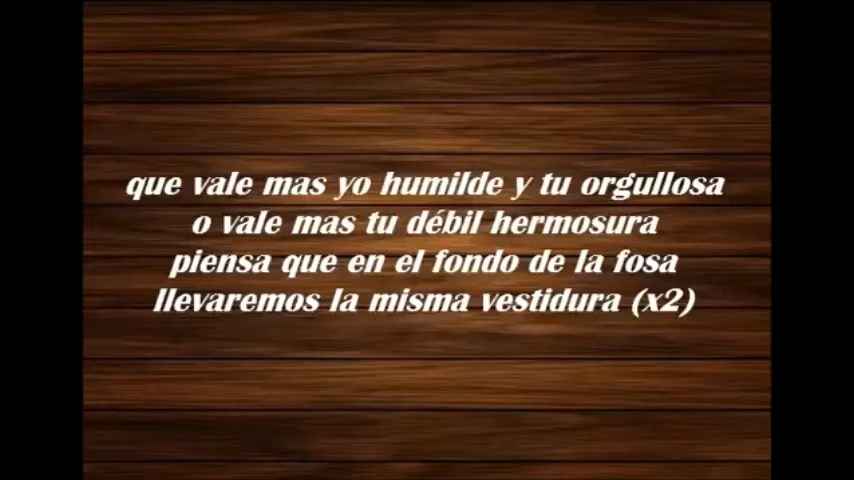 que vale mas yo humilde y tu orgullosa
o vale mas tu débil hermosura
piensa que en el fondo de la fosa
llevaremos la misma vestidura (x2)